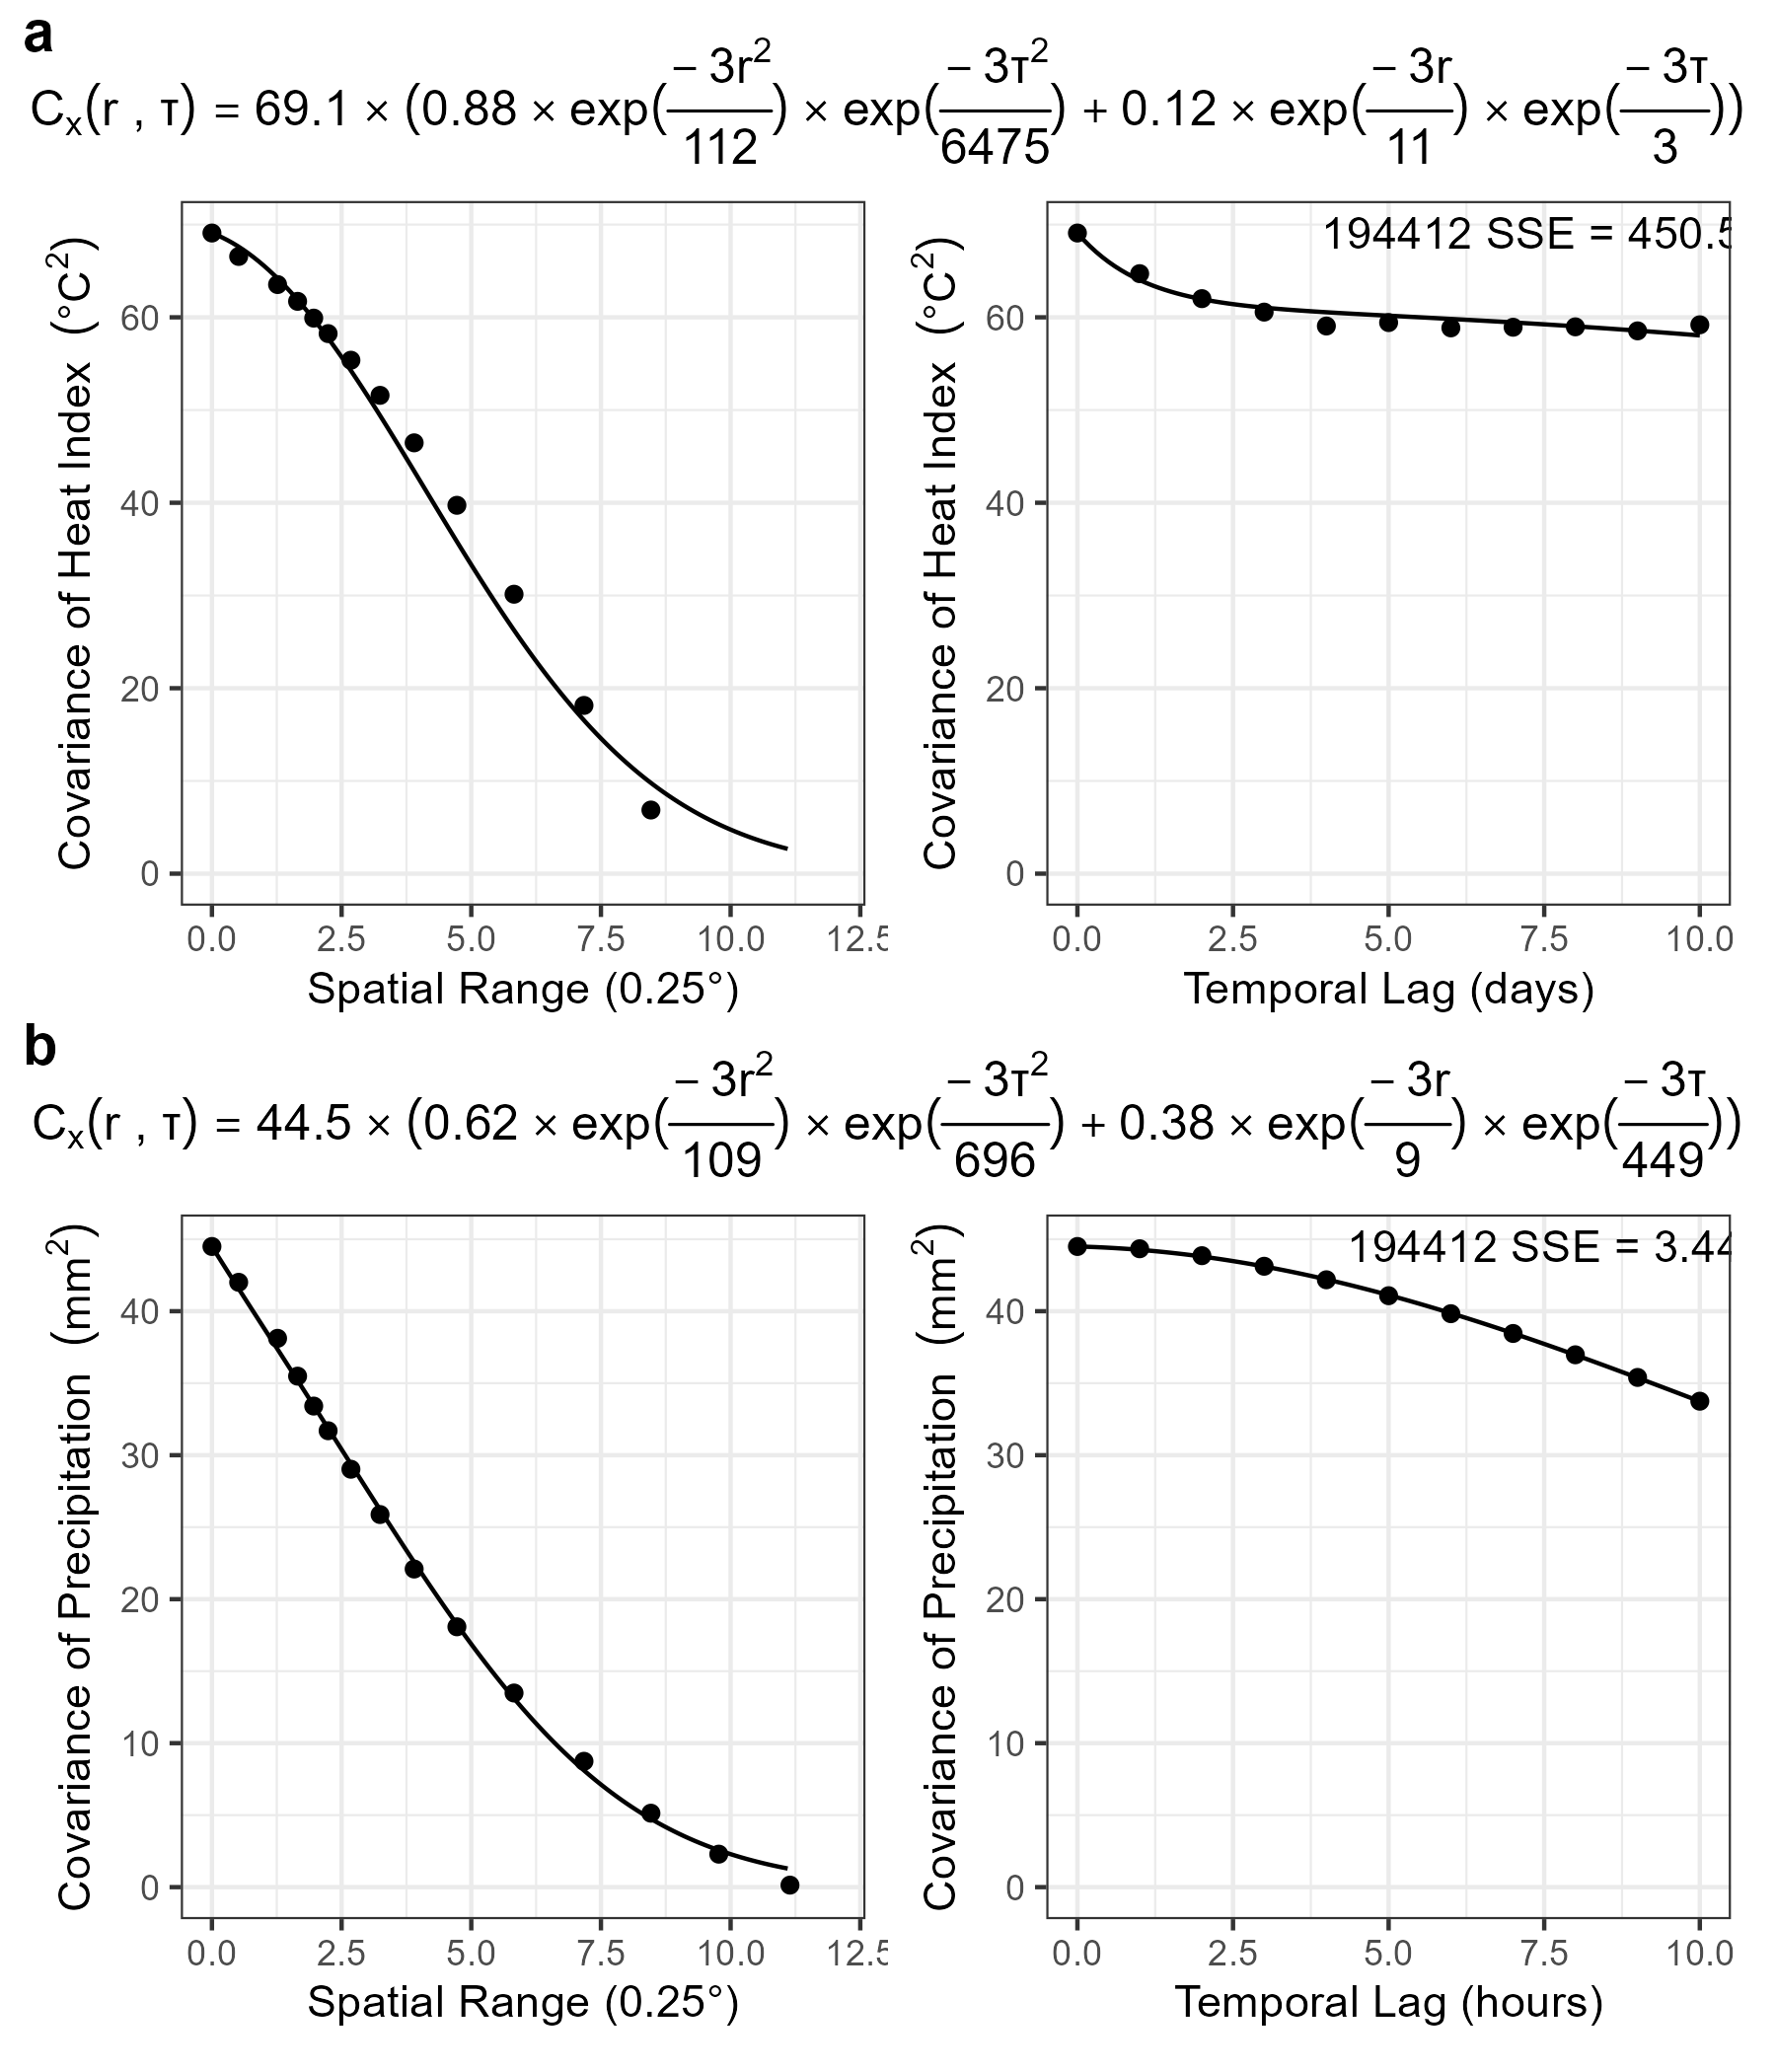 a
Cₓ(r , τ) = 69.1 × (0.88 × exp(− 3r²/112) × exp(− 3τ²/6475) + 0.12 × exp(− 3r/11) × exp(− 3τ/3))
Covariance of Heat Index (°C²)
60
40
20
0
0.0 2.5 5.0 7.5 10.0 12.5
Spatial Range (0.25°)
194412 SSE = 450.5
Covariance of Heat Index (°C²)
60
40
20
0
0.0 2.5 5.0 7.5 10.0
Temporal Lag (days)
b
Cₓ(r , τ) = 44.5 × (0.62 × exp(− 3r²/109) × exp(− 3τ²/696) + 0.38 × exp(− 3r/9) × exp(− 3τ/449))
Covariance of Precipitation (mm²)
40
30
20
10
0
0.0 2.5 5.0 7.5 10.0 12.5
Spatial Range (0.25°)
194412 SSE = 3.44
Covariance of Precipitation (mm²)
40
30
20
10
0
0.0 2.5 5.0 7.5 10.0
Temporal Lag (hours)